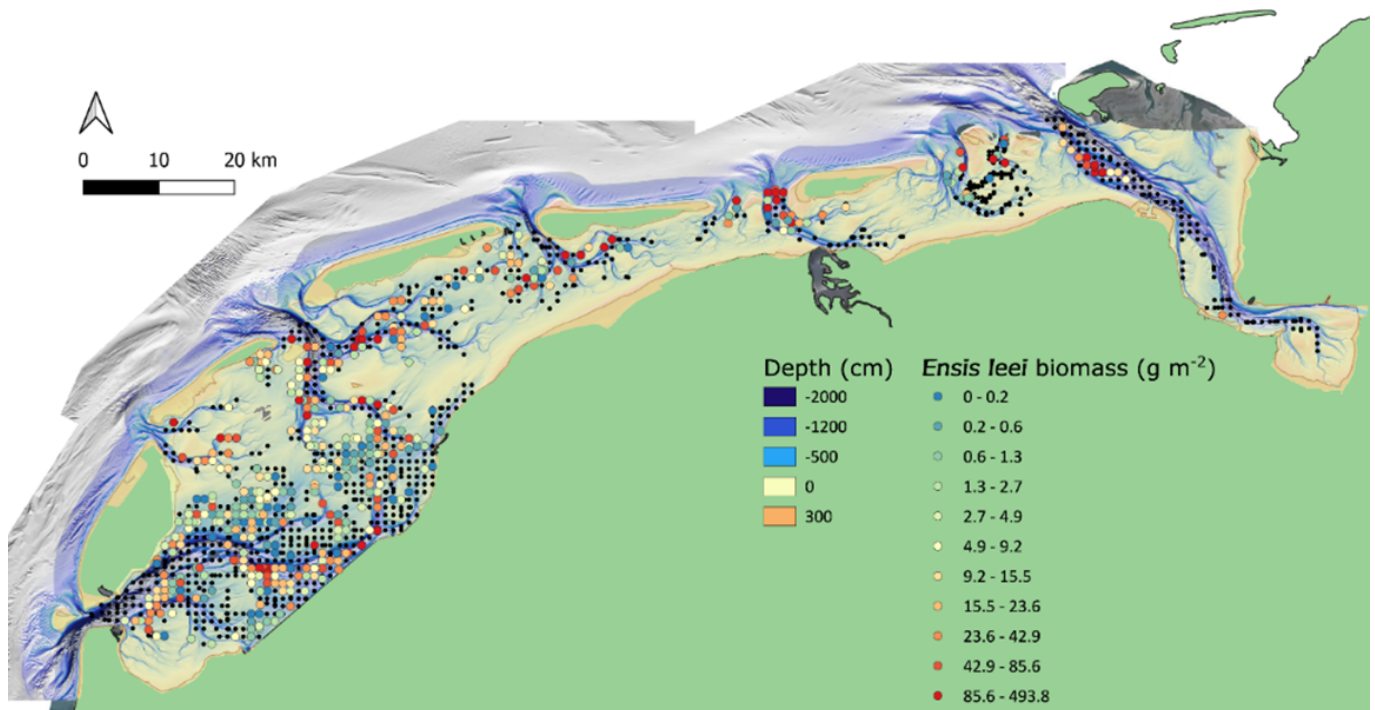 0 10 20 km
Depth (cm)
-2000
-1200
-500
0
300
Ensis leei biomass (g m⁻²)
0 - 0.2
0.2 - 0.6
0.6 - 1.3
1.3 - 2.7
2.7 - 4.9
4.9 - 9.2
9.2 - 15.5
15.5 - 23.6
23.6 - 42.9
42.9 - 85.6
85.6 - 493.8